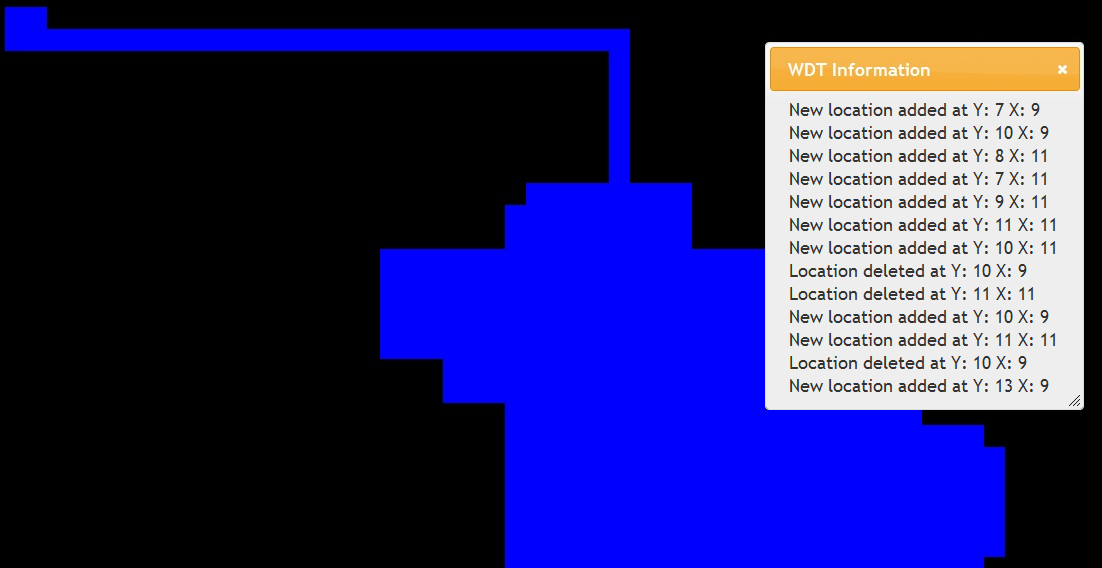 WDT Information
New location added at Y: 7 X: 9
New location added at Y: 10 X: 9
New location added at Y: 8 X: 11
New location added at Y: 7 X: 11
New location added at Y: 9 X: 11
New location added at Y: 11 X: 11
New location added at Y: 10 X: 11
Location deleted at Y: 10 X: 9
Location deleted at Y: 11 X: 11
New location added at Y: 10 X: 9
New location added at Y: 11 X: 11
Location deleted at Y: 10 X: 9
New location added at Y: 13 X: 9